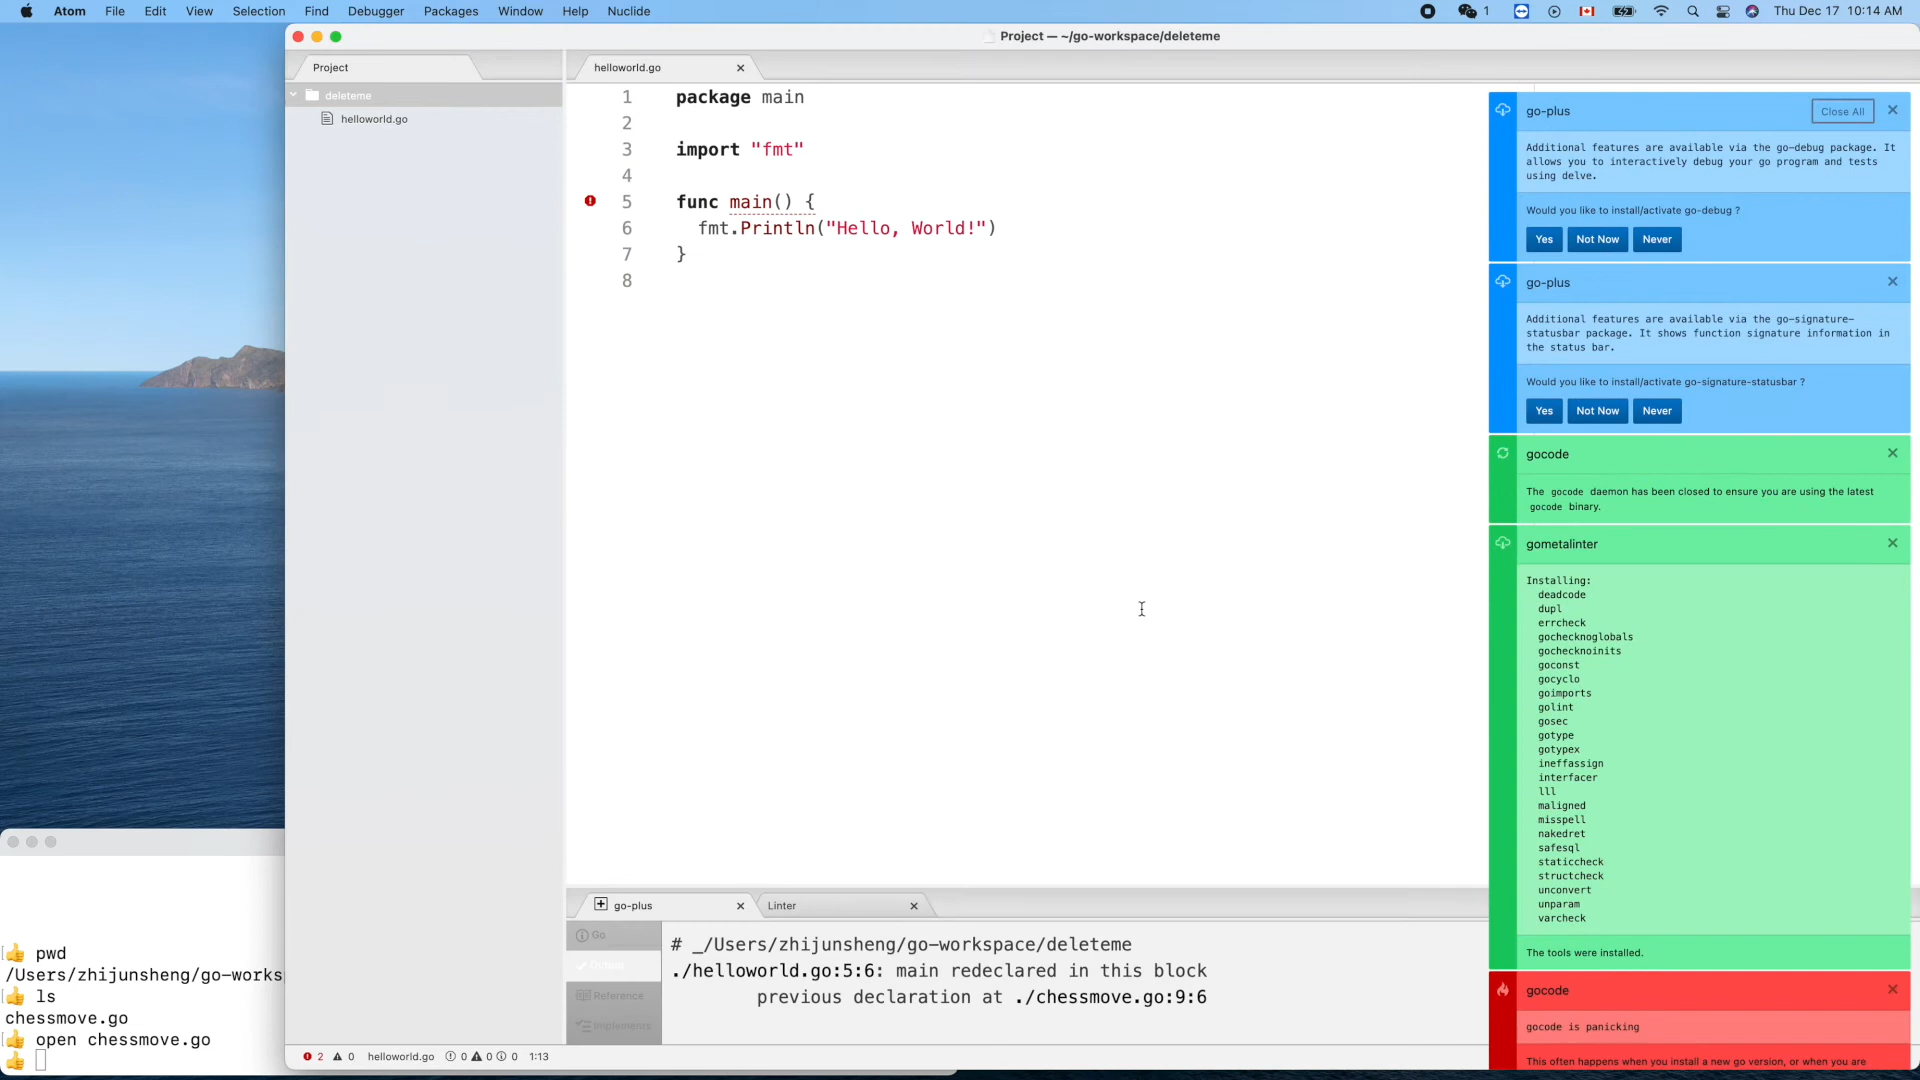 Atom File Edit View Selection Find Debugger Packages Window Help Nuclide
1 Thu Dec 17 10:14 AM
Project — ~/go-workspace/deleteme
Project
deleteme
helloworld.go
helloworld.go
1 package main
2
3 import "fmt"
4
5 func main() {
6 fmt.Println("Hello, World!")
7 }
8
go-plus
Close All
Additional features are available via the go-debug package. It
allows you to interactively debug your go program and tests
using delve.
Would you like to install/activate go-debug ?
Yes Not Now Never
go-plus
Additional features are available via the go-signature-
statusbar package. It shows function signature information in
the status bar.
Would you like to install/activate go-signature-statusbar ?
Yes Not Now Never
gocode
The gocode daemon has been closed to ensure you are using the latest
gocode binary.
gometalinter
Installing:
deadcode
dupl
errcheck
gochecknoglobals
gochecknoinits
goconst
gocyclo
goimports
golint
gosec
gotype
gotypex
ineffassign
interfacer
lll
maligned
misspell
nakedret
safesql
staticcheck
structcheck
unconvert
unparam
varcheck
The tools were installed.
gocode
gocode is panicking
This often happens when you install a new go version, or when you are
go-plus
Linter
Go
Reference
Implements
# _/Users/zhijunsheng/go-workspace/deleteme
./helloworld.go:5:6: main redeclared in this block
previous declaration at ./chessmove.go:9:6
2 0 helloworld.go 0 0 0 1:13
pwd
/Users/zhijunsheng/go-works
ls
chessmove.go
open chessmove.go